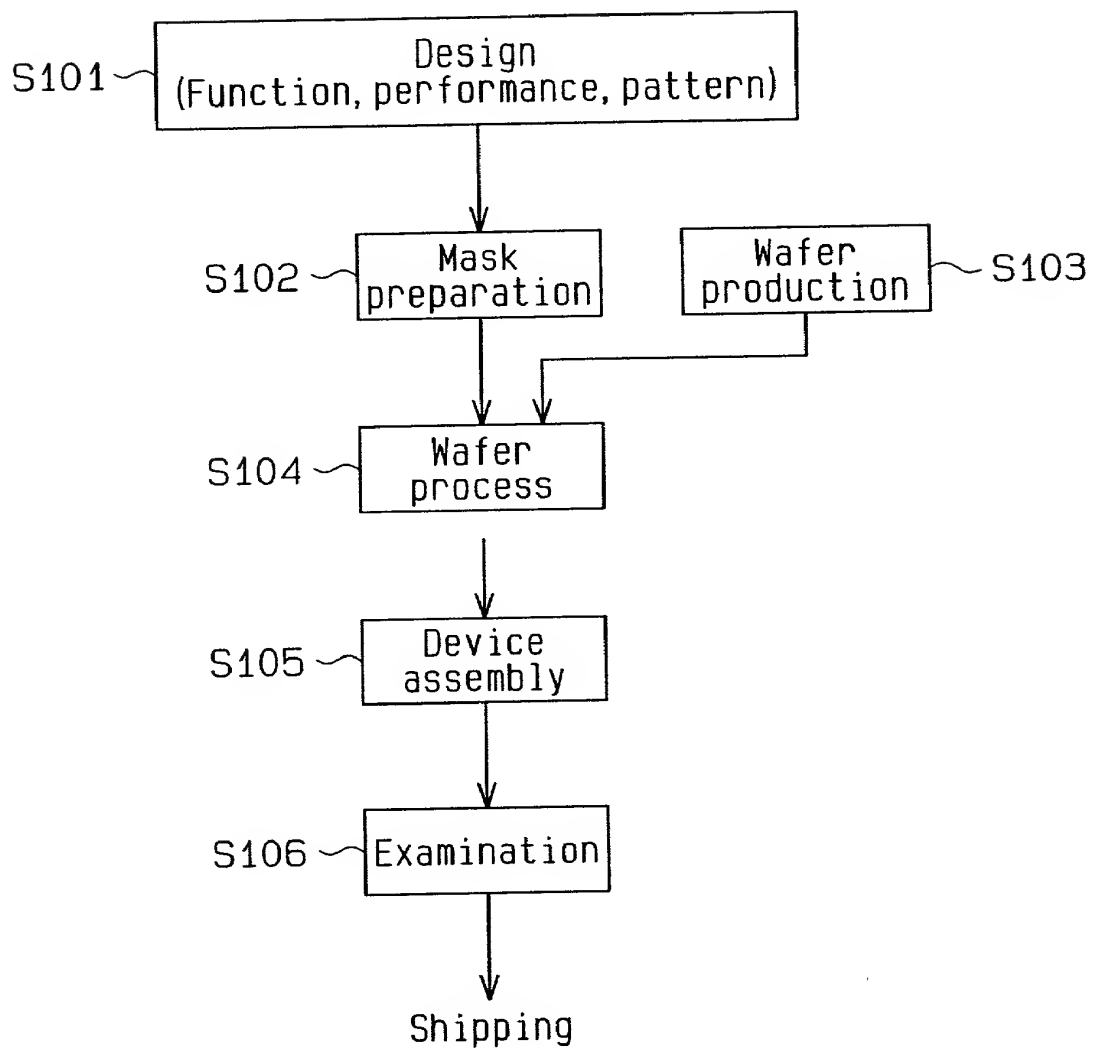 Design
S101
(Function, performance, pattern)
Mask
preparation
S102
Wafer
production
S103
Wafer
process
S104
Device
assembly
S105
Examination
S106
Shipping